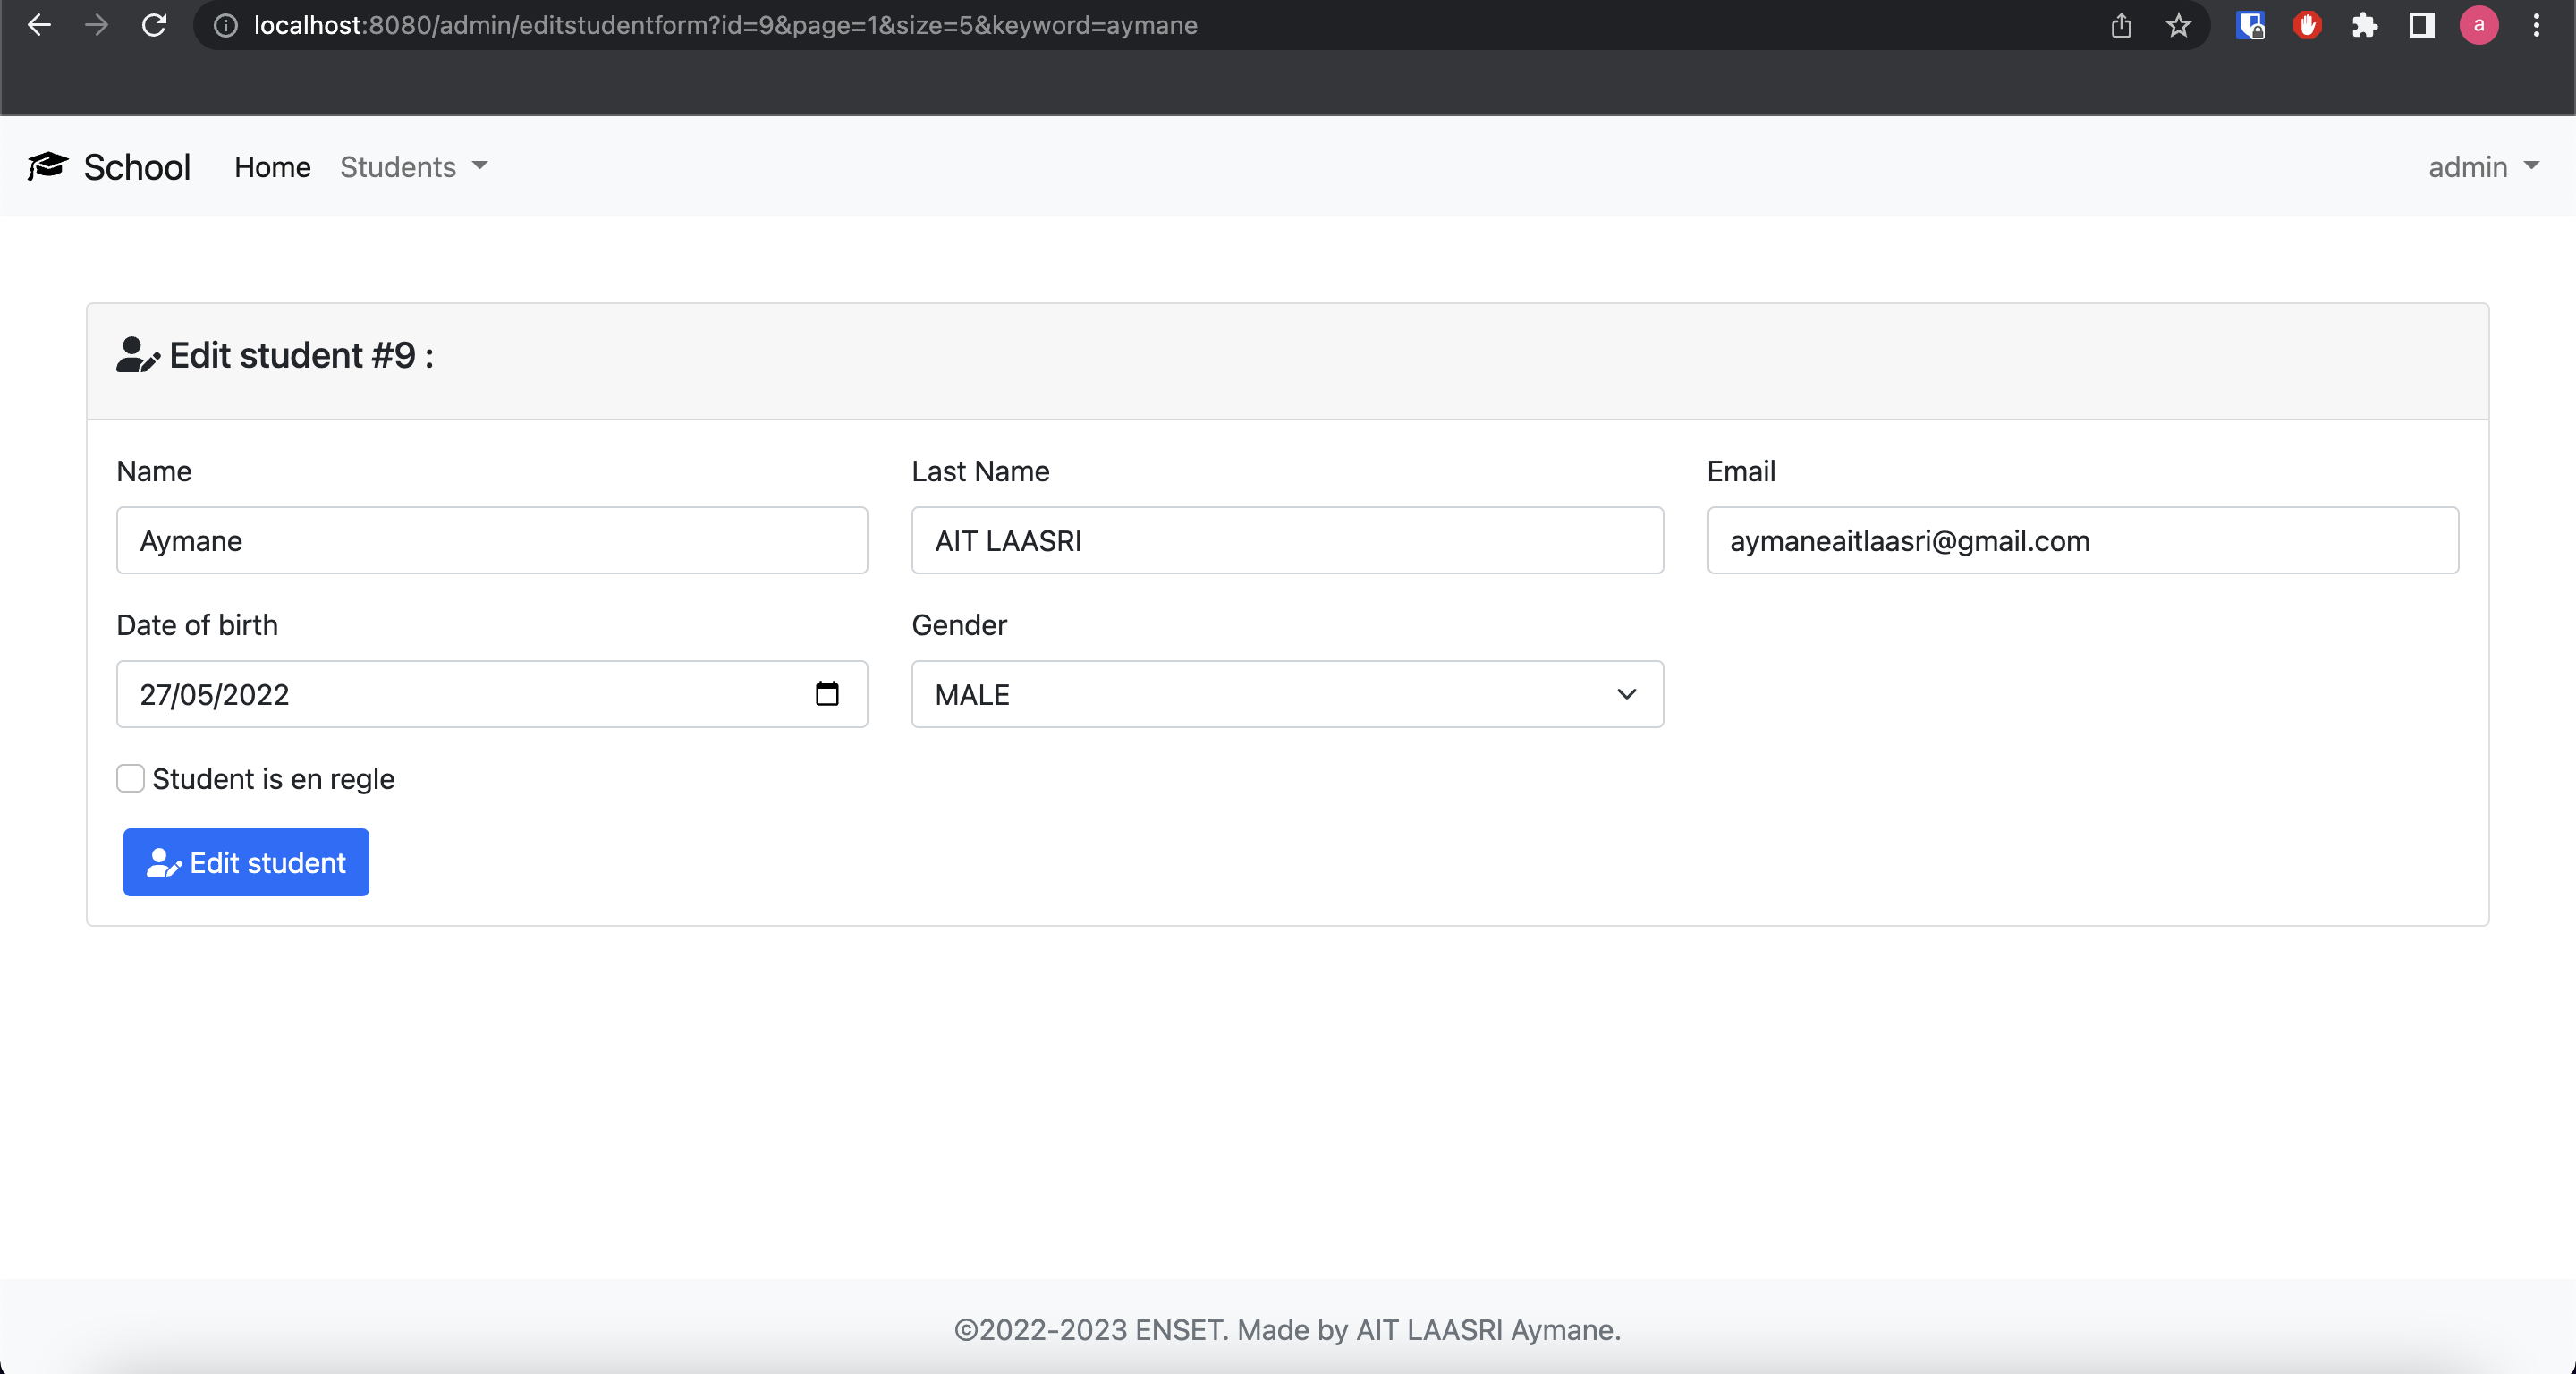 localhost:8080/admin/editstudentform?id=9&page=1&size=5&keyword=aymane
a
School Home Students admin
Edit student #9 :
Name Last Name Email
Aymane AIT LAASRI aymaneaitlaasri@gmail.com
Date of birth Gender
27/05/2022 MALE
Student is en regle
Edit student
©2022-2023 ENSET. Made by AIT LAASRI Aymane.